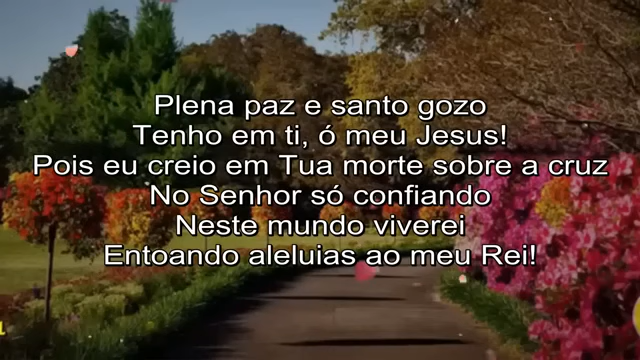 Plena paz e santo gozo
Tenho em ti, ó meu Jesus!
Pois eu creio em Tua morte sobre a cruz
No Senhor só confiando
Neste mundo viverei
Entoando aleluias ao meu Rei!